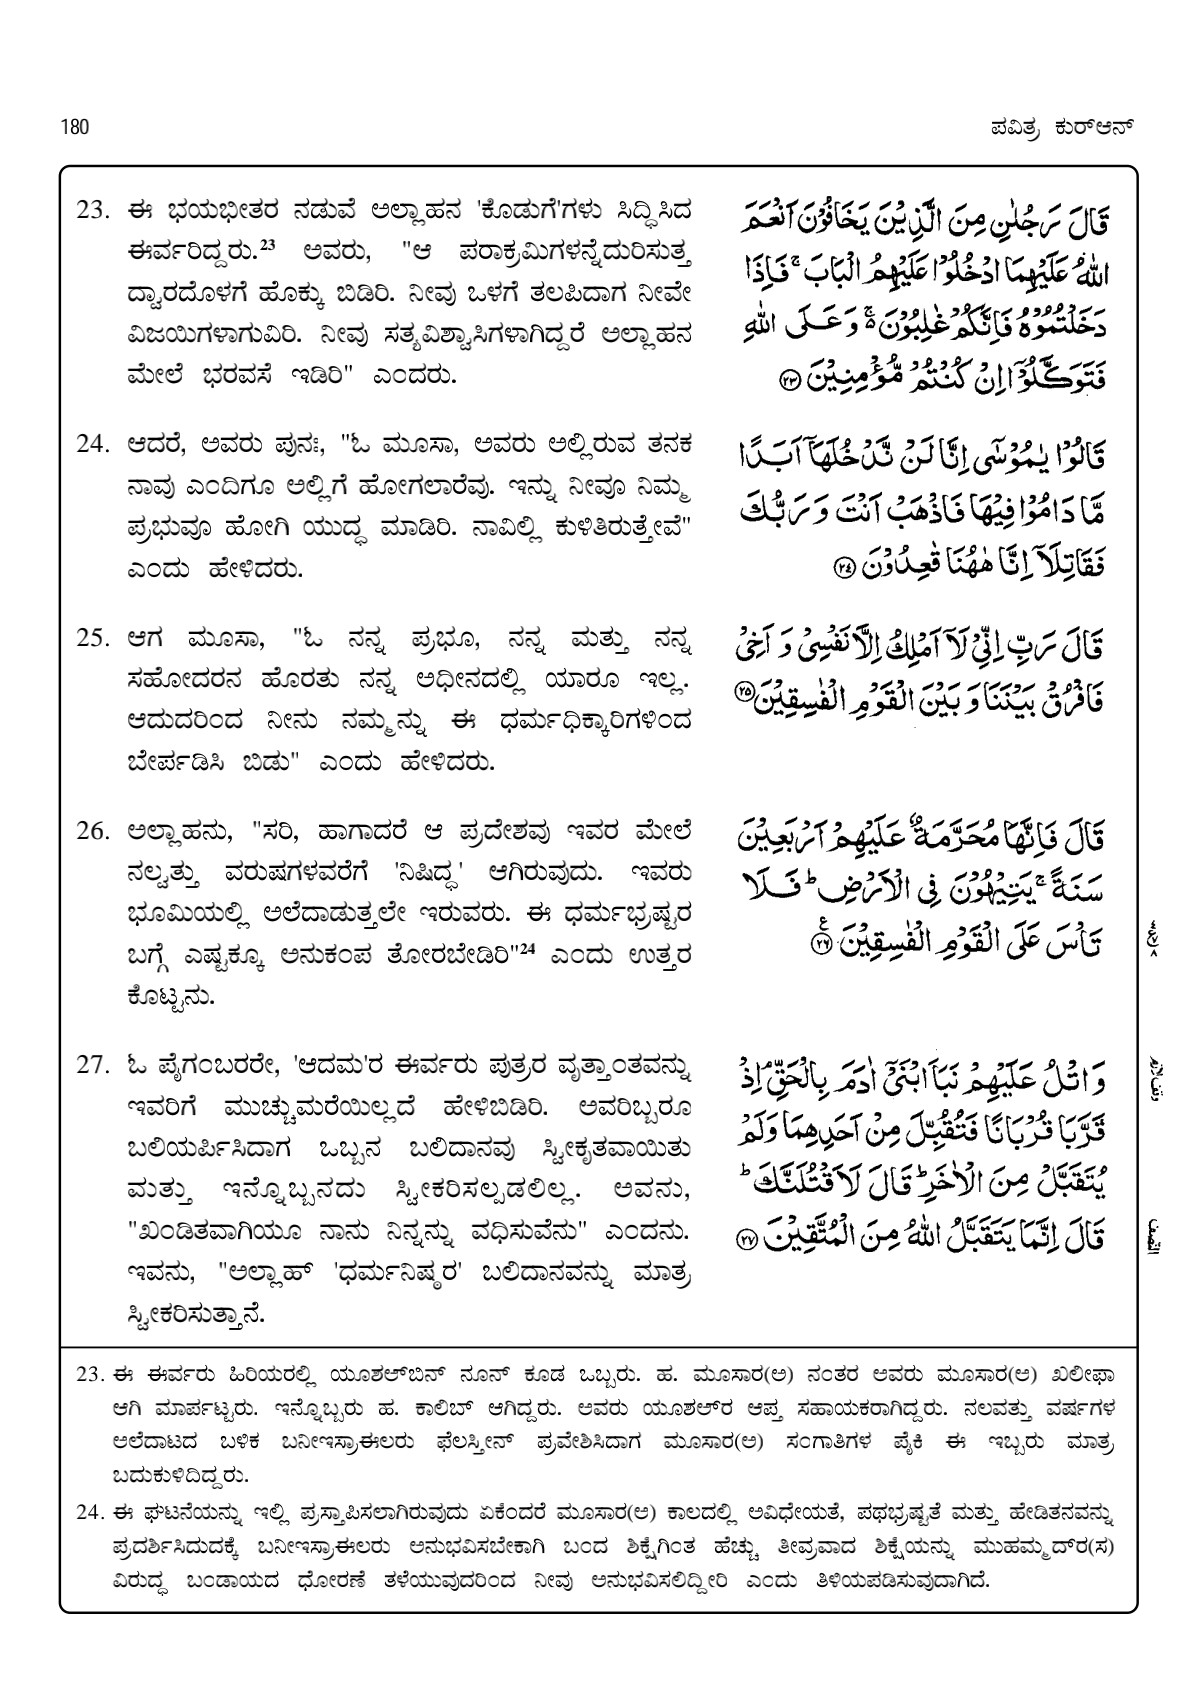 180
ಪವಿತ್ರ ಕುರ್‌ಆನ್
23. ಈ ಭಯಭೀತರ ನಡುವೆ ಅಲ್ಲಾಹನ 'ಕೊಡುಗೆ'ಗಳು ಸಿದ್ಧಿಸಿದ
ಈರ್ವರಿದ್ದರು.²³ ಅವರು, "ಆ ಪರಾಕ್ರಮಿಗಳನ್ನೆದುರಿಸುತ್ತ
ದ್ವಾರದೊಳಗೆ ಹೊಕ್ಕು ಬಿಡಿರಿ. ನೀವು ಒಳಗೆ ತಲಪಿದಾಗ ನೀವೇ
ವಿಜಯಿಗಳಾಗುವಿರಿ. ನೀವು ಸತ್ಯವಿಶ್ವಾಸಿಗಳಾಗಿದ್ದರೆ ಅಲ್ಲಾಹನ
ಮೇಲೆ ಭರವಸೆ ಇಡಿರಿ" ಎಂದರು.
قَالَ رَجُلٰنِ مِنَ الَّذِيْنَ يَخَافُوْنَ اَنْعَمَ
اللّٰهُ عَلَيْهِمَا ادْخُلُوْا عَلَيْهِمُ الْبَابَ ۚ فَاِذَا
دَخَلْتُمُوْهُ فَاِنَّكُمْ غٰلِبُوْنَ ۚ٥ وَعَلَى اللّٰهِ
فَتَوَكَّلُوْۤا اِنْ كُنْتُمْ مُّؤْمِنِيْنَ ﴿٢٣﴾
24. ಆದರೆ, ಅವರು ಪುನಃ, "ಓ ಮೂಸಾ, ಅವರು ಅಲ್ಲಿರುವ ತನಕ
ನಾವು ಎಂದಿಗೂ ಅಲ್ಲಿಗೆ ಹೋಗಲಾರೆವು. ಇನ್ನು ನೀವೂ ನಿಮ್ಮ
ಪ್ರಭುವೂ ಹೋಗಿ ಯುದ್ಧ ಮಾಡಿರಿ. ನಾವಿಲ್ಲಿ ಕುಳಿತಿರುತ್ತೇವೆ"
ಎಂದು ಹೇಳಿದರು.
قَالُوْا يٰمُوْسٰۤى اِنَّا لَنْ نَّدْخُلَهَاۤ اَبَدًا
مَّا دَامُوْا فِيْهَا فَاذْهَبْ اَنْتَ وَرَبُّكَ
فَقَاتِلَاۤ اِنَّا هٰهُنَا قٰعِدُوْنَ ﴿٢٤﴾
25. ಆಗ ಮೂಸಾ, "ಓ ನನ್ನ ಪ್ರಭೂ, ನನ್ನ ಮತ್ತು ನನ್ನ
ಸಹೋದರನ ಹೊರತು ನನ್ನ ಅಧೀನದಲ್ಲಿ ಯಾರೂ ಇಲ್ಲ.
ಆದುದರಿಂದ ನೀನು ನಮ್ಮನ್ನು ಈ ಧರ್ಮಧಿಕ್ಕಾರಿಗಳಿಂದ
ಬೇರ್ಪಡಿಸಿ ಬಿಡು" ಎಂದು ಹೇಳಿದರು.
قَالَ رَبِّ اِنِّيْ لَاۤ اَمْلِكُ اِلَّا نَفْسِيْ وَاَخِيْ
فَافْرُقْ بَيْنَنَا وَبَيْنَ الْقَوْمِ الْفٰسِقِيْنَ ﴿٢٥﴾
26. ಅಲ್ಲಾಹನು, "ಸರಿ, ಹಾಗಾದರೆ ಆ ಪ್ರದೇಶವು ಇವರ ಮೇಲೆ
ನಲ್ವತ್ತು ವರುಷಗಳವರೆಗೆ 'ನಿಷಿದ್ಧ' ಆಗಿರುವುದು. ಇವರು
ಭೂಮಿಯಲ್ಲಿ ಅಲೆದಾಡುತ್ತಲೇ ಇರುವರು. ಈ ಧರ್ಮಭ್ರಷ್ಟರ
ಬಗ್ಗೆ ಎಷ್ಟಕ್ಕೂ ಅನುಕಂಪ ತೋರಬೇಡಿರಿ"²⁴ ಎಂದು ಉತ್ತರ
ಕೊಟ್ಟನು.
قَالَ فَاِنَّهَا مُحَرَّمَةٌ عَلَيْهِمْ اَرْبَعِيْنَ
سَنَةً ۚ يَتِيْهُوْنَ فِي الْاَرْضِ ؕ فَلَا
تَاْسَ عَلَى الْقَوْمِ الْفٰسِقِيْنَ ﴿٢٦﴾ ع
27. ಓ ಪೈಗಂಬರರೇ, 'ಆದಮ'ರ ಈರ್ವರು ಪುತ್ರರ ವೃತ್ತಾಂತವನ್ನು
ಇವರಿಗೆ ಮುಚ್ಚುಮರೆಯಿಲ್ಲದೆ ಹೇಳಿಬಿಡಿರಿ. ಅವರಿಬ್ಬರೂ
ಬಲಿಯರ್ಪಿಸಿದಾಗ ಒಬ್ಬನ ಬಲಿದಾನವು ಸ್ವೀಕೃತವಾಯಿತು
ಮತ್ತು ಇನ್ನೊಬ್ಬನದು ಸ್ವೀಕರಿಸಲ್ಪಡಲಿಲ್ಲ. ಅವನು,
"ಖಂಡಿತವಾಗಿಯೂ ನಾನು ನಿನ್ನನ್ನು ವಧಿಸುವೆನು" ಎಂದನು.
ಇವನು, "ಅಲ್ಲಾಹ್ 'ಧರ್ಮನಿಷ್ಠರ' ಬಲಿದಾನವನ್ನು ಮಾತ್ರ
ಸ್ವೀಕರಿಸುತ್ತಾನೆ.
وَاتْلُ عَلَيْهِمْ نَبَاَ ابْنَيْ اٰدَمَ بِالْحَقِّ ۘ اِذْ
قَرَّبَا قُرْبَانًا فَتُقُبِّلَ مِنْ اَحَدِهِمَا وَلَمْ
يُتَقَبَّلْ مِنَ الْاٰخَرِ ؕ قَالَ لَاَقْتُلَنَّكَ ؕ
قَالَ اِنَّمَا يَتَقَبَّلُ اللّٰهُ مِنَ الْمُتَّقِيْنَ ﴿٢٧﴾
وقف لازم
النصف
23. ಈ ಈರ್ವರು ಹಿರಿಯರಲ್ಲಿ ಯೂಶಅ್‌ಬಿನ್ ನೂನ್ ಕೂಡ ಒಬ್ಬರು. ಹ. ಮೂಸಾರ(ಅ) ನಂತರ ಅವರು ಮೂಸಾರ(ಅ) ಖಲೀಫಾ
ಆಗಿ ಮಾರ್ಪಟ್ಟರು. ಇನ್ನೊಬ್ಬರು ಹ. ಕಾಲಿಬ್ ಆಗಿದ್ದರು. ಅವರು ಯೂಶಅ್‌ರ ಆಪ್ತ ಸಹಾಯಕರಾಗಿದ್ದರು. ನಲವತ್ತು ವರ್ಷಗಳ
ಅಲೆದಾಟದ ಬಳಿಕ ಬನೀಇಸ್ರಾಈಲರು ಫೆಲಸ್ತೀನ್ ಪ್ರವೇಶಿಸಿದಾಗ ಮೂಸಾರ(ಅ) ಸಂಗಾತಿಗಳ ಪೈಕಿ ಈ ಇಬ್ಬರು ಮಾತ್ರ
ಬದುಕುಳಿದಿದ್ದರು.
24. ಈ ಘಟನೆಯನ್ನು ಇಲ್ಲಿ ಪ್ರಸ್ತಾಪಿಸಲಾಗಿರುವುದು ಏಕೆಂದರೆ ಮೂಸಾರ(ಅ) ಕಾಲದಲ್ಲಿ ಅವಿಧೇಯತೆ, ಪಥಭ್ರಷ್ಟತೆ ಮತ್ತು ಹೇಡಿತನವನ್ನು
ಪ್ರದರ್ಶಿಸಿದುದಕ್ಕೆ ಬನೀಇಸ್ರಾಈಲರು ಅನುಭವಿಸಬೇಕಾಗಿ ಬಂದ ಶಿಕ್ಷೆಗಿಂತ ಹೆಚ್ಚು ತೀವ್ರವಾದ ಶಿಕ್ಷೆಯನ್ನು ಮುಹಮ್ಮದ್‌ರ(ಸ)
ವಿರುದ್ಧ ಬಂಡಾಯದ ಧೋರಣೆ ತಳೆಯುವುದರಿಂದ ನೀವು ಅನುಭವಿಸಲಿದ್ದೀರಿ ಎಂದು ತಿಳಿಯಪಡಿಸುವುದಾಗಿದೆ.